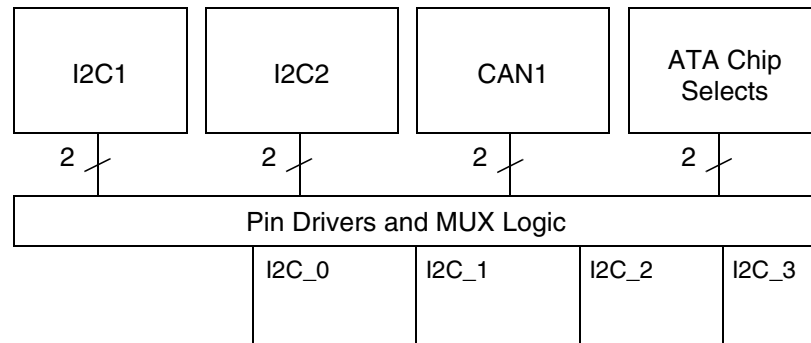 I2C1
I2C2
CAN1
ATA Chip
Selects
2
2
2
2
Pin Drivers and MUX Logic
I2C_0
I2C_1
I2C_2
I2C_3